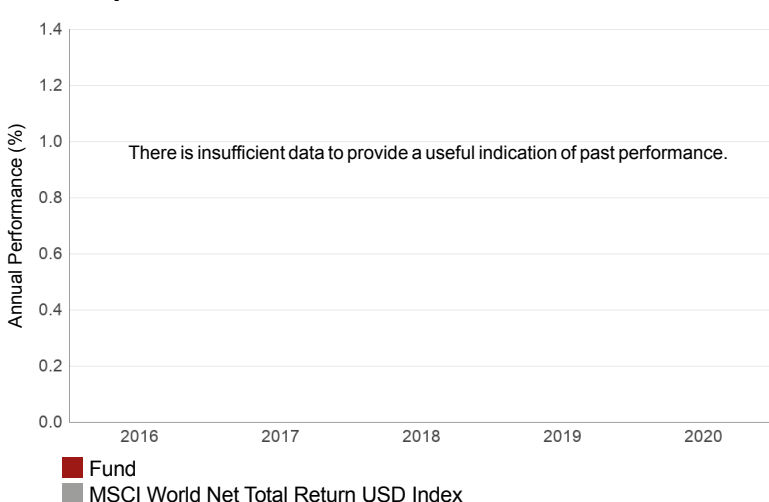 1.4
1.2
1.0
There is insufficient data to provide a useful indication of past performance.
0.8
0.6
0.4
0.2
0.0
Annual Performance (%)
2016 2017 2018 2019 2020
Fund
MSCI World Net Total Return USD Index